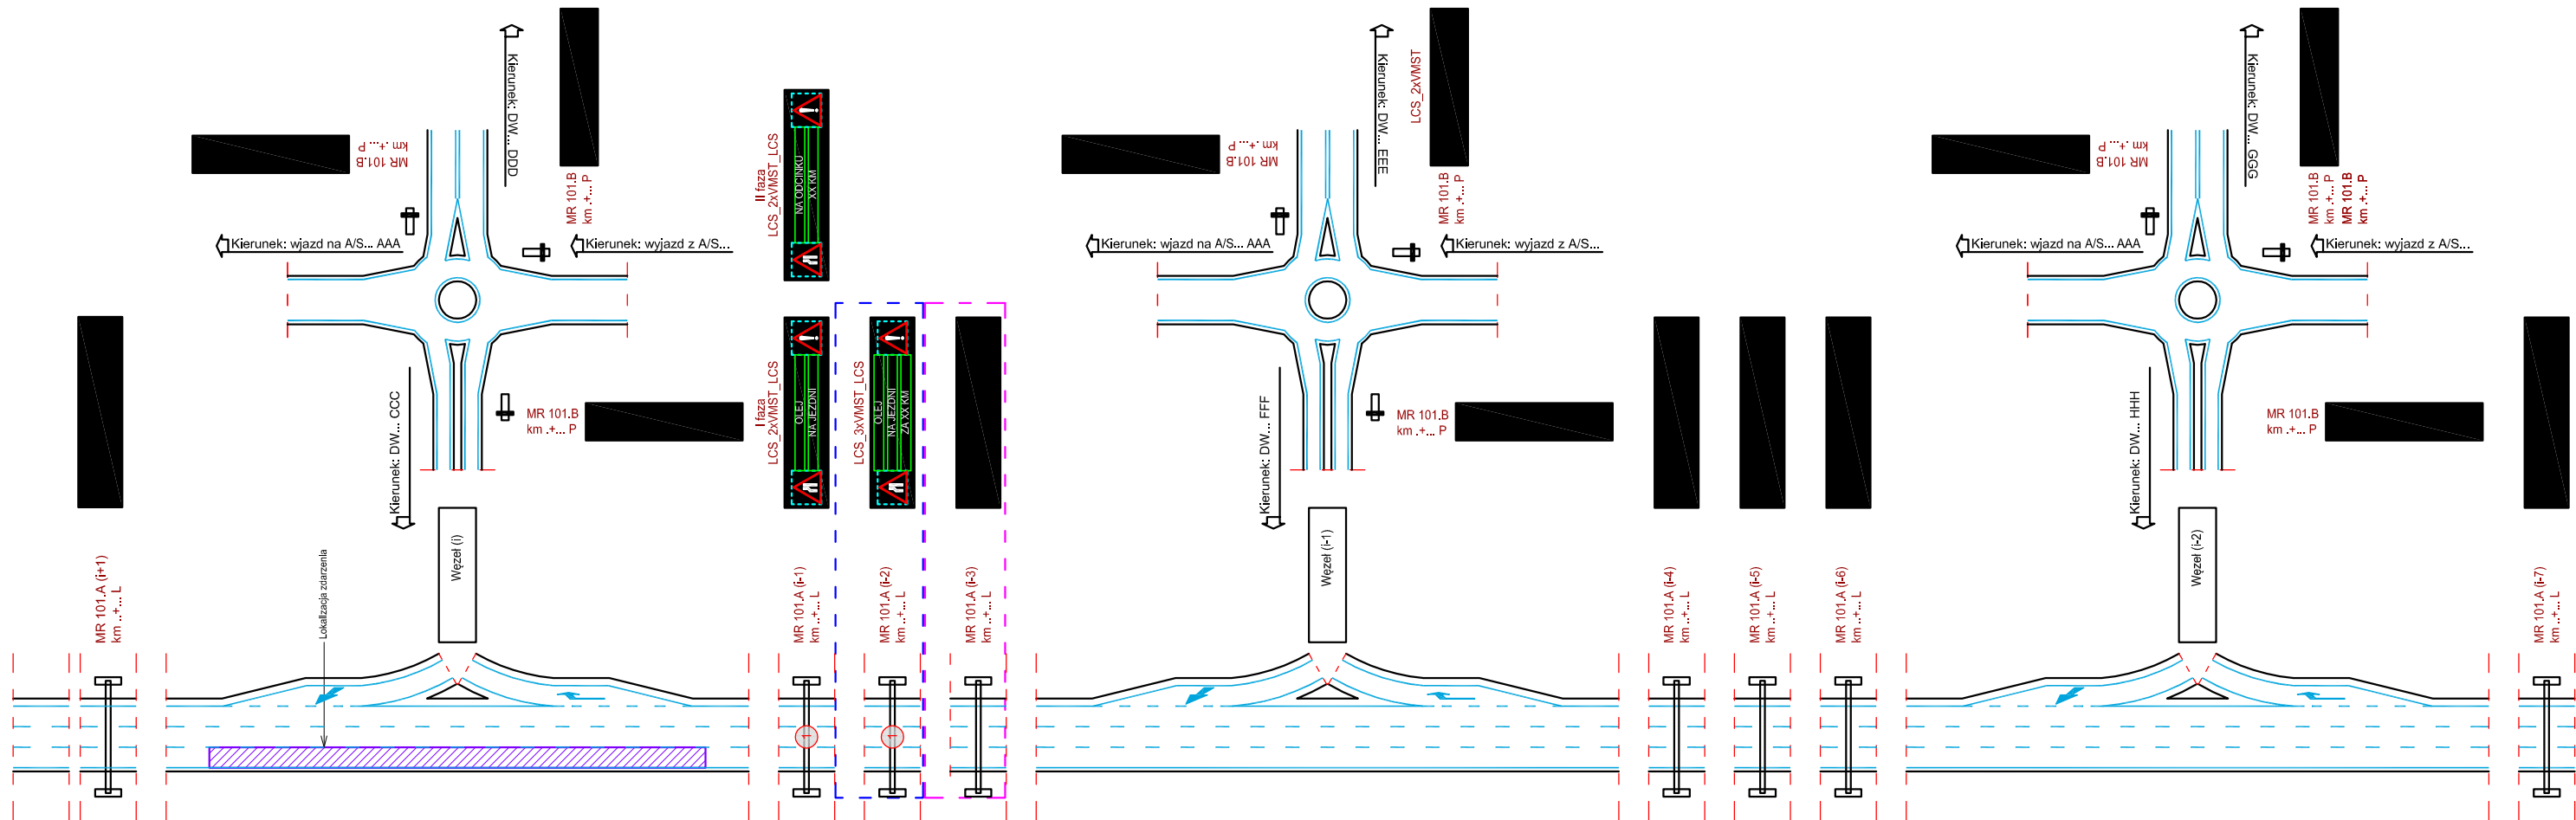 Kierunek: DW... DDD
MR 101.B
km .+... P
MR 101.B
km .+... P
Kierunek: wjazd na A/S... AAA
Kierunek: wyjazd z A/S...
Kierunek: DW... CCC
MR 101.B
km .+... P
Węzeł (i)
Lokalizacja zdarzenia
MR 101.A (i+1)
km ..+... L
II faza
LCS_2xVMST_LCS
NA ODCINKU
XX KM
I faza
LCS_2xVMST_LCS
OLEJ
NA JEZDNI
LCS_3xVMST_LCS
OLEJ
NA JEZDNI
ZA XX KM
MR 101.A (i-1)
km ..+... L
MR 101.A (i-2)
km ..+... L
MR 101.A (i-3)
km ..+... L
Kierunek: DW... EEE
LCS_2xVMST
MR 101.B
km .+... P
MR 101.B
km .+... P
Kierunek: wjazd na A/S... AAA
Kierunek: wyjazd z A/S...
Kierunek: DW... FFF
MR 101.B
km .+... P
Węzeł (i-1)
MR 101.A (i-4)
km ..+... L
MR 101.A (i-5)
km ..+... L
MR 101.A (i-6)
km ..+... L
Kierunek: DW... GGG
MR 101.B
km .+... P
MR 101.B
km .+... P
MR 101.B
km .+... P
Kierunek: wjazd na A/S... AAA
Kierunek: wyjazd z A/S...
Kierunek: DW... HHH
MR 101.B
km .+... P
Węzeł (i-2)
MR 101.A (i-7)
km ..+... L
1
1